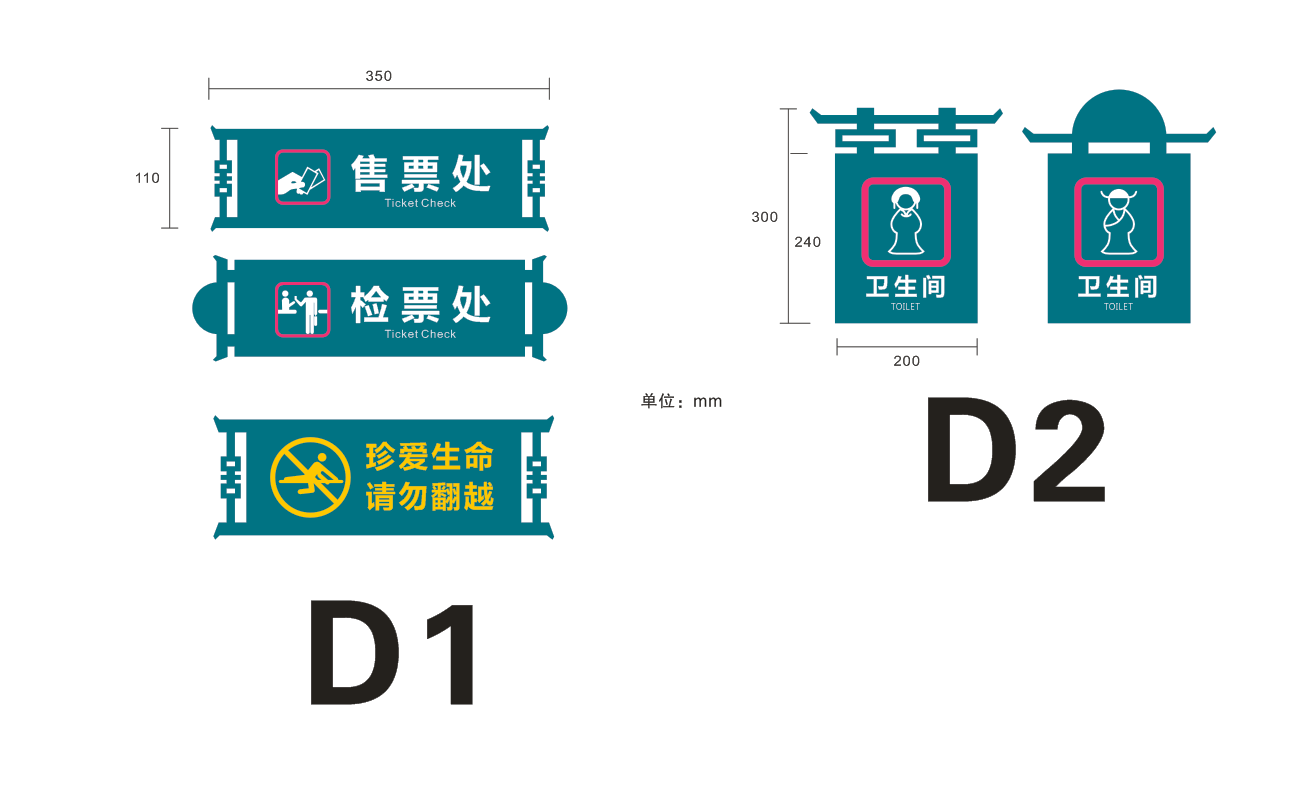 350
110
售票处
Ticket Check
检票处
Ticket Check
珍爱生命
请勿翻越
D1
300
240
卫生间
TOILET
卫生间
TOILET
200
单位：mm
D2